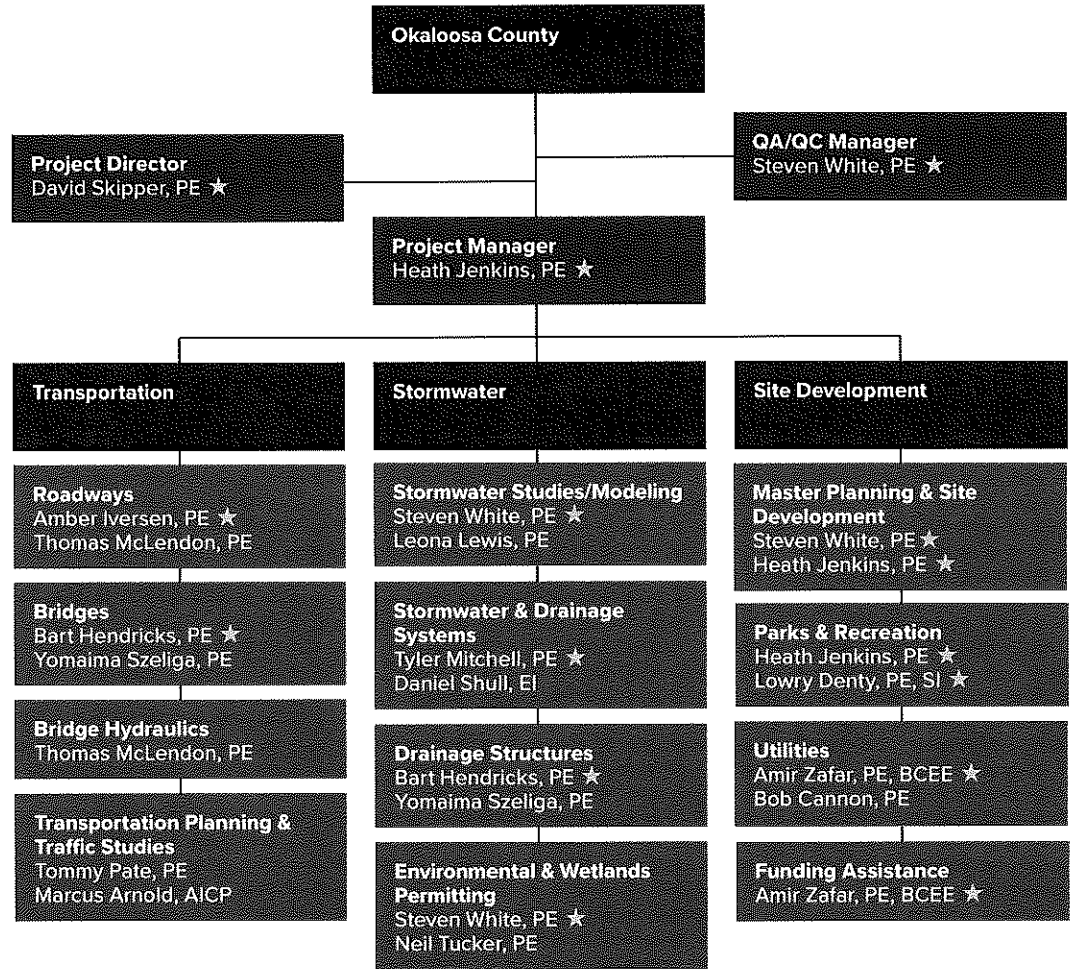 Okaloosa County
Project Director
David Skipper, PE ★
QA/QC Manager
Steven White, PE ★
Project Manager
Heath Jenkins, PE ★
Transportation
Roadways
Amber Iversen, PE ★
Thomas McLendon, PE
Bridges
Bart Hendricks, PE ★
Yomaima Szeliga, PE
Bridge Hydraulics
Thomas McLendon, PE
Transportation Planning &
Traffic Studies
Tommy Pate, PE
Marcus Arnold, AICP
Stormwater
Stormwater Studies/Modeling
Steven White, PE ★
Leona Lewis, PE
Stormwater & Drainage
Systems
Tyler Mitchell, PE ★
Daniel Shull, EI
Drainage Structures
Bart Hendricks, PE ★
Yomaima Szeliga, PE
Environmental & Wetlands
Permitting
Steven White, PE ★
Neil Tucker, PE
Site Development
Master Planning & Site
Development
Steven White, PE ★
Heath Jenkins, PE ★
Parks & Recreation
Heath Jenkins, PE ★
Lowry Denty, PE, SI ★
Utilities
Amir Zafar, PE, BCEE ★
Bob Cannon, PE
Funding Assistance
Amir Zafar, PE, BCEE ★